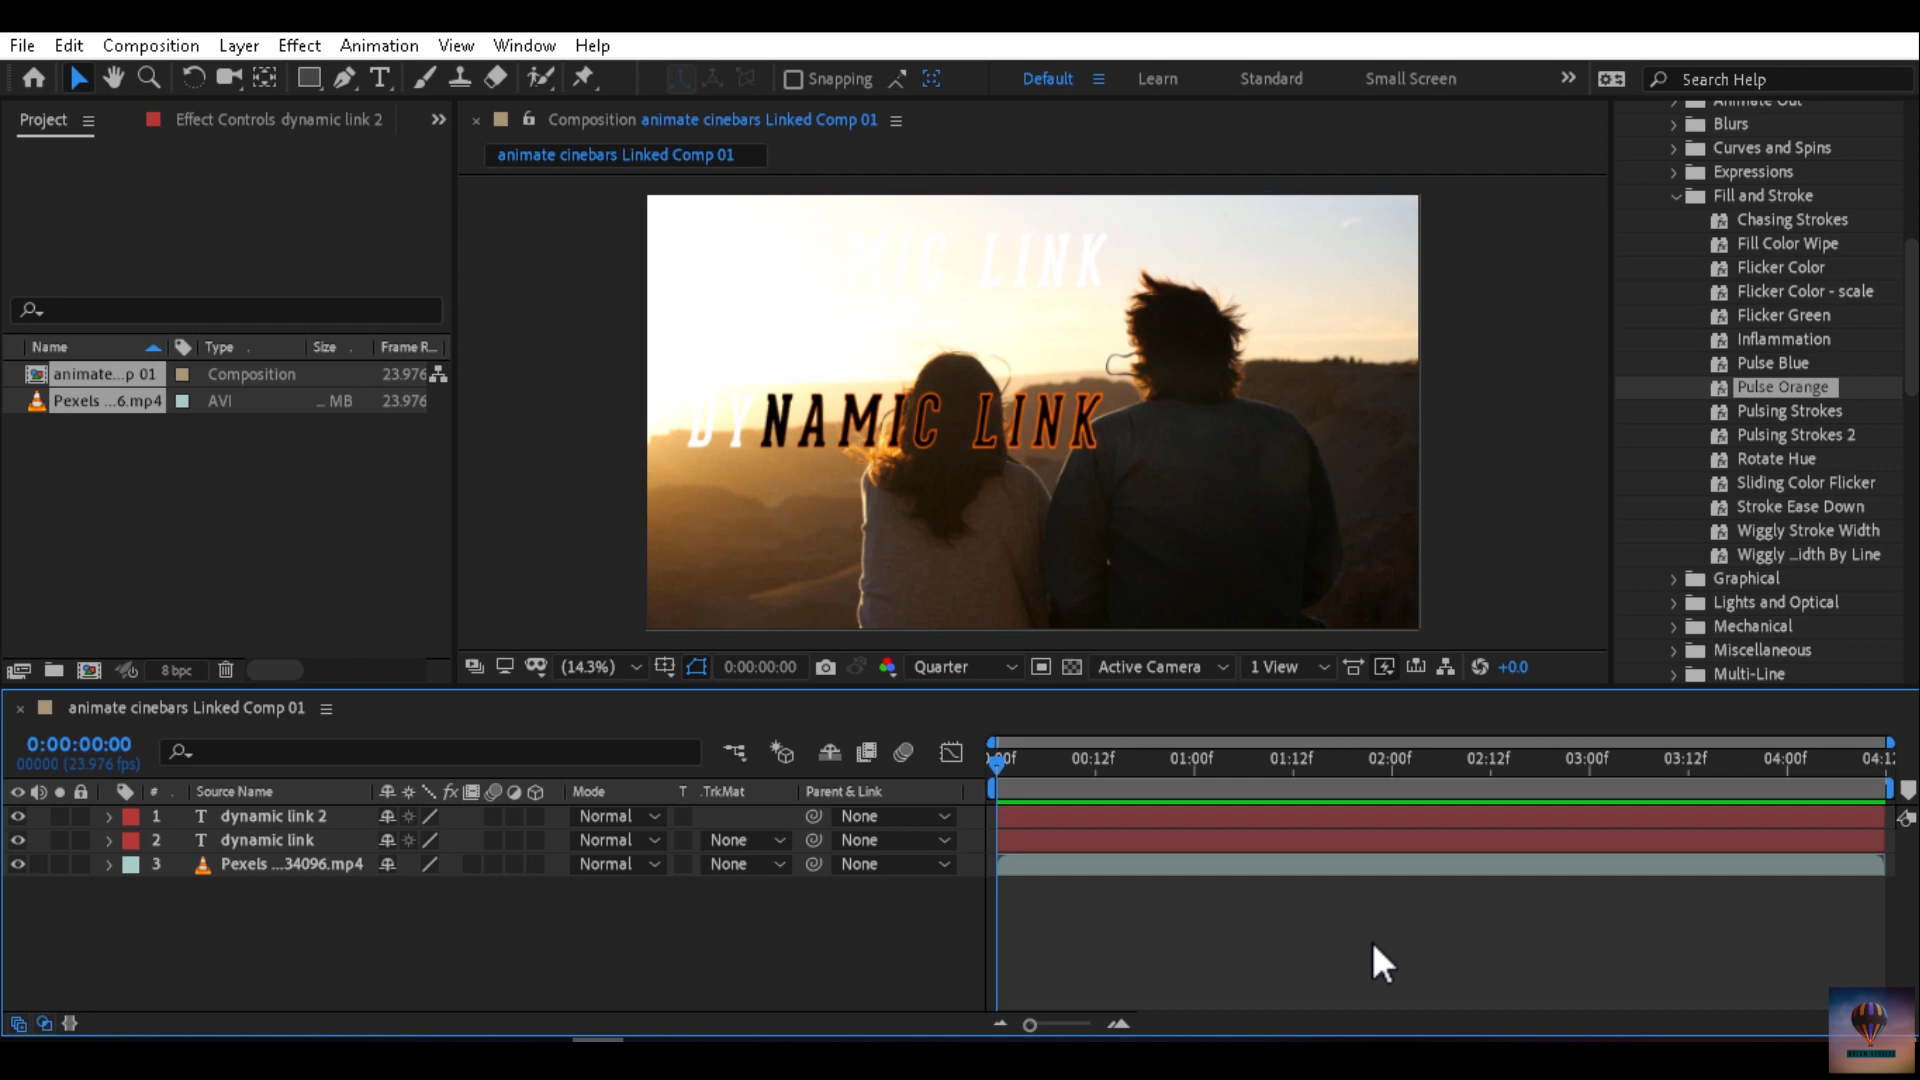 File Edit Composition Layer Effect Animation View Window Help
Snapping Default Learn Standard Small Screen Search Help
Project Effect Controls dynamic link 2
Composition animate cinebars Linked Comp 01
animate cinebars Linked Comp 01
AMIC LINK
DYNAMIC LINK
Name Type Size Frame R...
animate...p 01 Composition 23.976
Pexels ...6.mp4 AVI ... MB 23.976
8 bpc
(14.3%) 0:00:00:00 Quarter Active Camera 1 View +0.0
Animate Out
Blurs
Curves and Spins
Expressions
Fill and Stroke
Chasing Strokes
Fill Color Wipe
Flicker Color
Flicker Color - scale
Flicker Green
Inflammation
Pulse Blue
Pulse Orange
Pulsing Strokes
Pulsing Strokes 2
Rotate Hue
Sliding Color Flicker
Stroke Ease Down
Wiggly Stroke Width
Wiggly ...idth By Line
Graphical
Lights and Optical
Mechanical
Miscellaneous
Multi-Line
animate cinebars Linked Comp 01
0:00:00:00
00000 (23.976 fps)
00f 00:12f 01:00f 01:12f 02:00f 02:12f 03:00f 03:12f 04:00f 04:1
# Source Name fx Mode T .TrkMat Parent & Link
1 T dynamic link 2 Normal None
2 T dynamic link Normal None None
3 Pexels ...34096.mp4 Normal None None